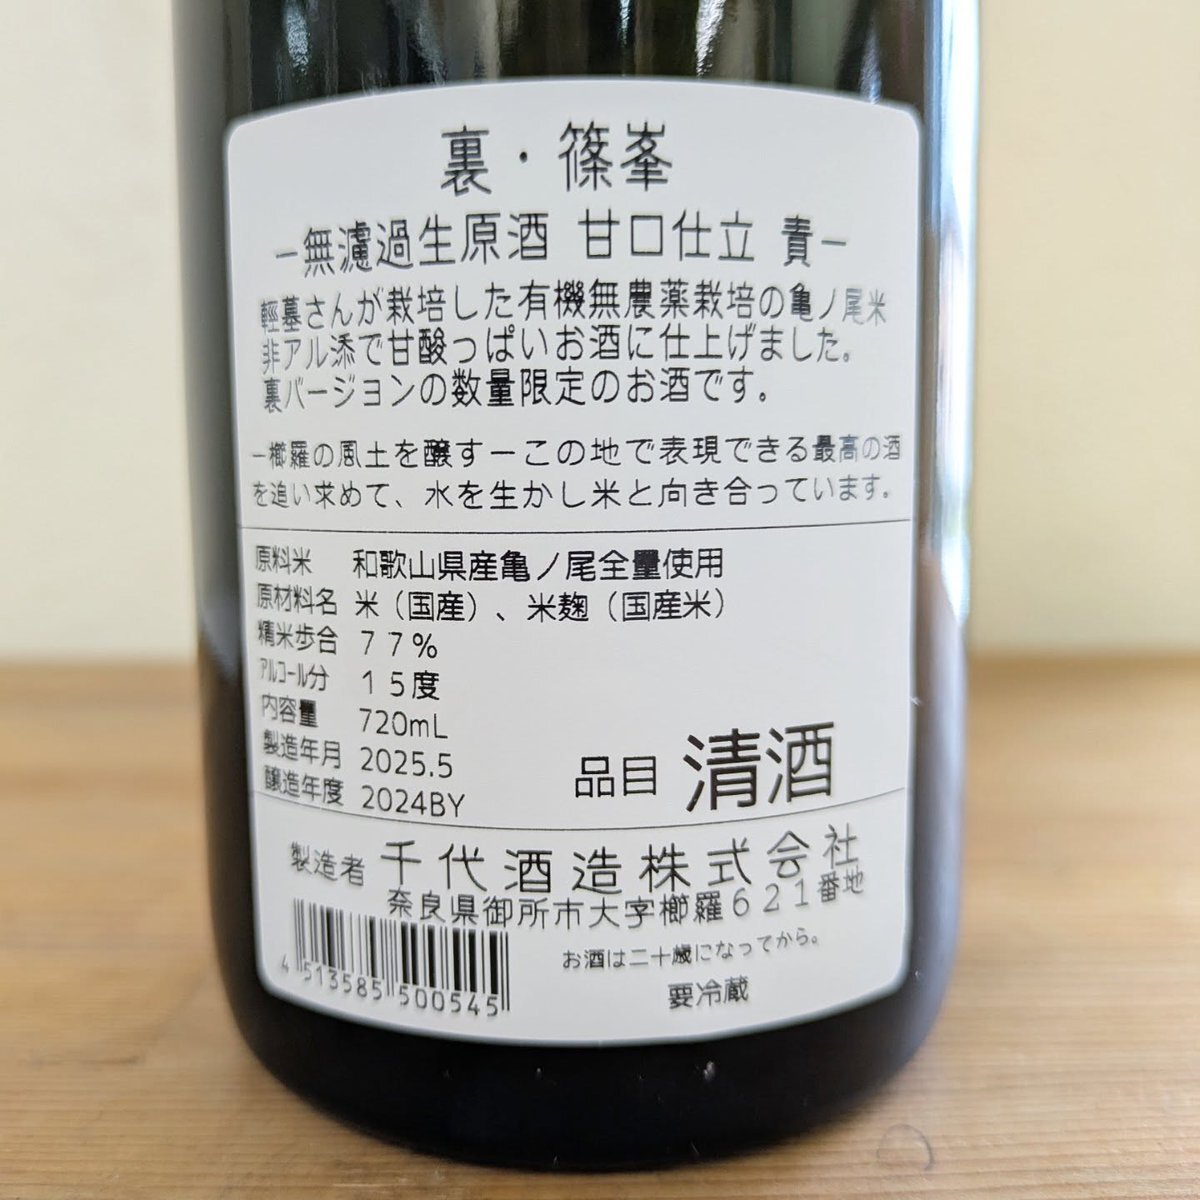 裏・篠峯
−無濾過生原酒 甘口仕立 責−
輕墓さんが栽培した有機無農薬栽培の亀ノ尾米
非アル添で甘酸っぱいお酒に仕上げました。
裏バージョンの数量限定のお酒です。
−櫛羅の風土を醸す−この地で表現できる最高の酒
を追い求めて、水を生かし米と向き合っています。
原料米 和歌山県産亀ノ尾全量使用
原材料名 米（国産）、米麹（国産米）
精米歩合 ７７％
アルコール分 １５度
内容量 720mL
製造年月 2025.5
醸造年度 2024BY
品目 清酒
製造者 千代酒造株式会社
奈良県御所市大字櫛羅６２１番地
お酒は二十歳になってから。
要冷蔵
4 513585 500545